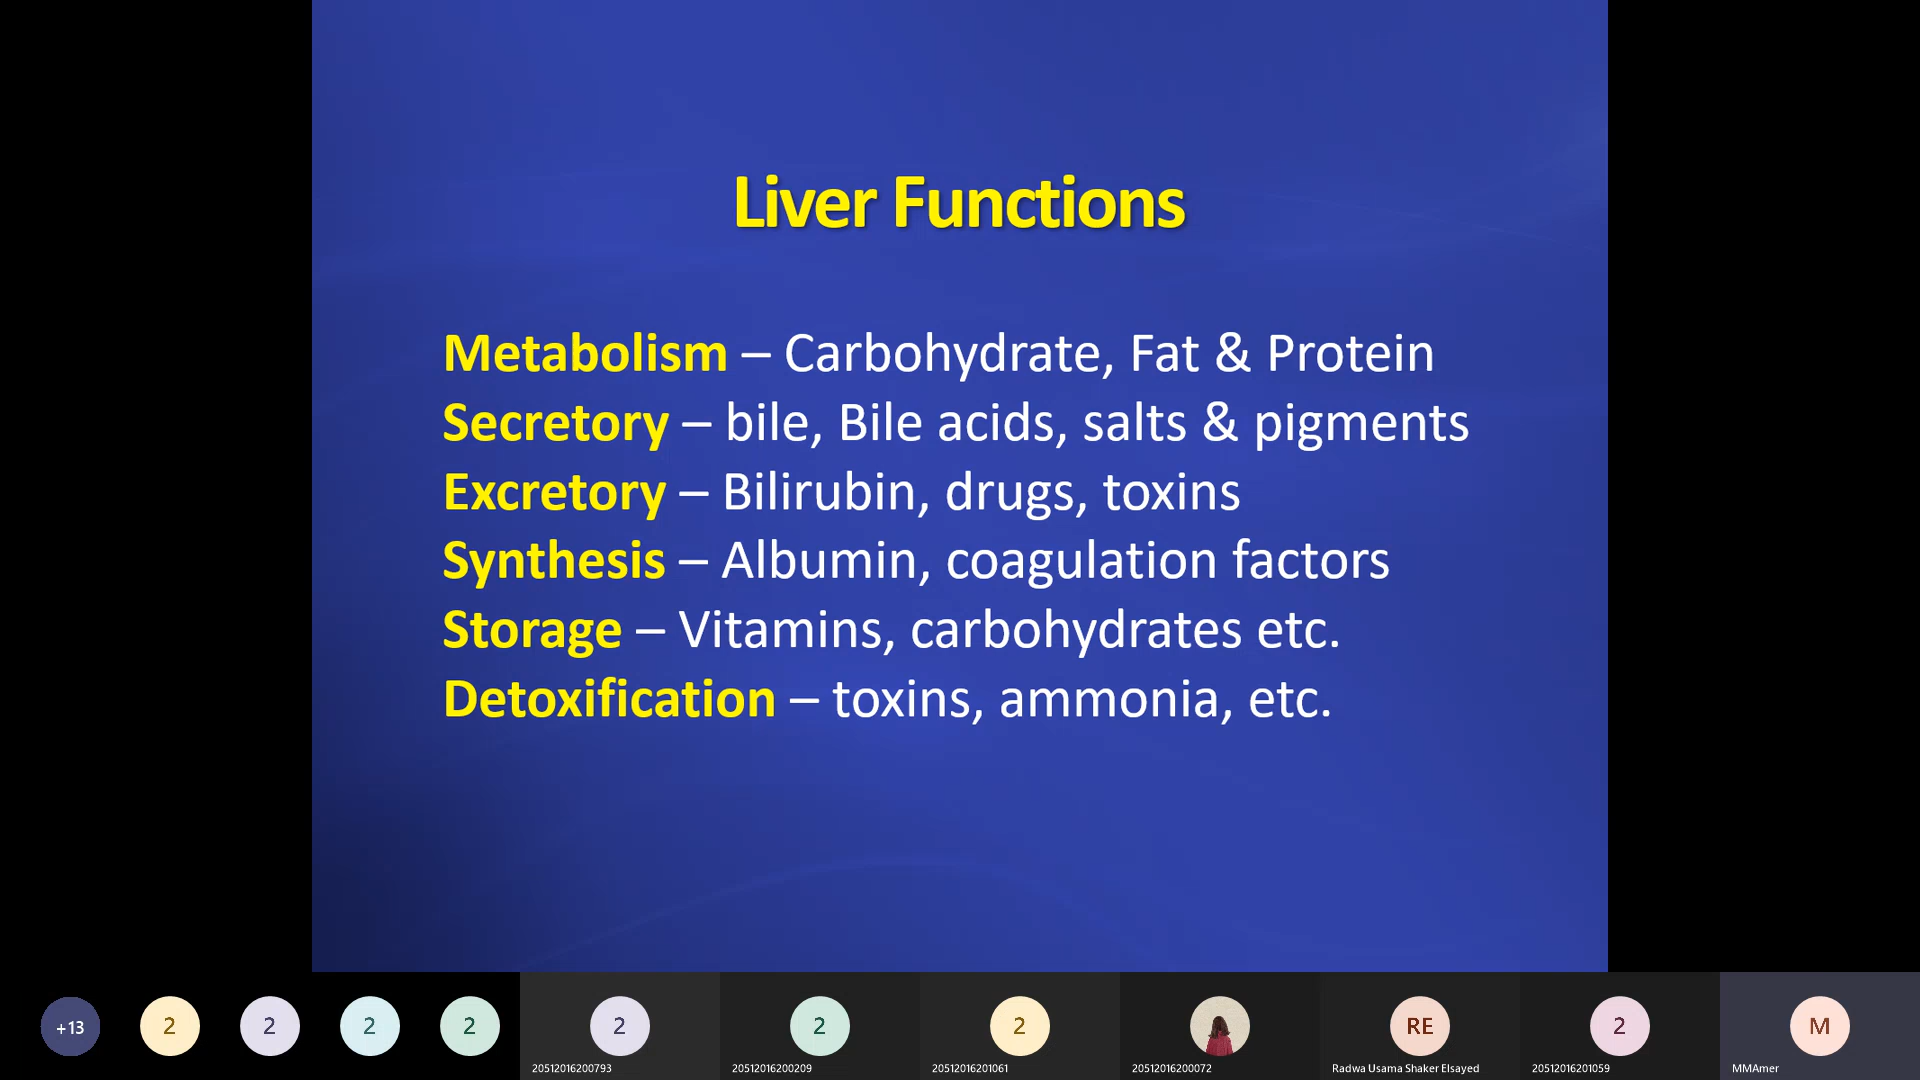 Liver Functions
Metabolism – Carbohydrate, Fat & Protein
Secretory – bile, Bile acids, salts & pigments
Excretory – Bilirubin, drugs, toxins
Synthesis – Albumin, coagulation factors
Storage – Vitamins, carbohydrates etc.
Detoxification – toxins, ammonia, etc.
+13
2
2
2
2
2
20512016200793
2
20512016200209
2
20512016201061
20512016200072
RE
Radwa Usama Shaker Elsayed
2
20512016201059
M
MMAmer